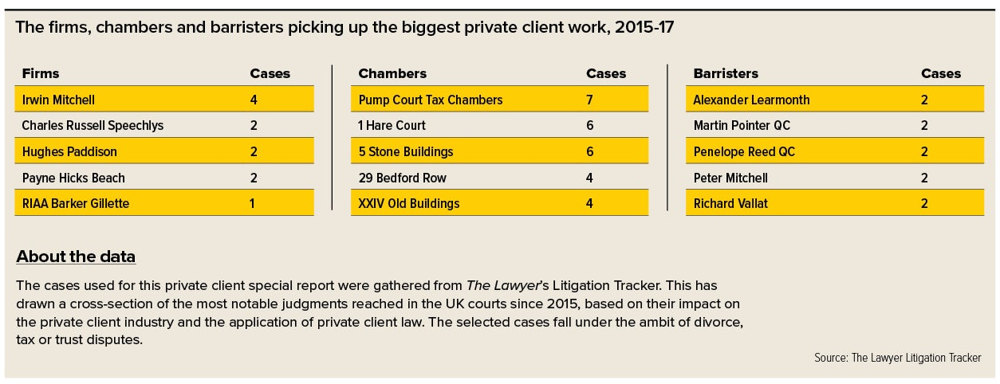 The firms, chambers and barristers picking up the biggest private client work, 2015-17
Firms Cases
Irwin Mitchell 4
Charles Russell Speechlys 2
Hughes Paddison 2
Payne Hicks Beach 2
RIAA Barker Gillette 1
Chambers Cases
Pump Court Tax Chambers 7
1 Hare Court 6
5 Stone Buildings 6
29 Bedford Row 4
XXIV Old Buildings 4
Barristers Cases
Alexander Learmonth 2
Martin Pointer QC 2
Penelope Reed QC 2
Peter Mitchell 2
Richard Vallat 2
About the data
The cases used for this private client special report were gathered from The Lawyer's Litigation Tracker. This has
drawn a cross-section of the most notable judgments reached in the UK courts since 2015, based on their impact on
the private client industry and the application of private client law. The selected cases fall under the ambit of divorce,
tax or trust disputes.
Source: The Lawyer Litigation Tracker